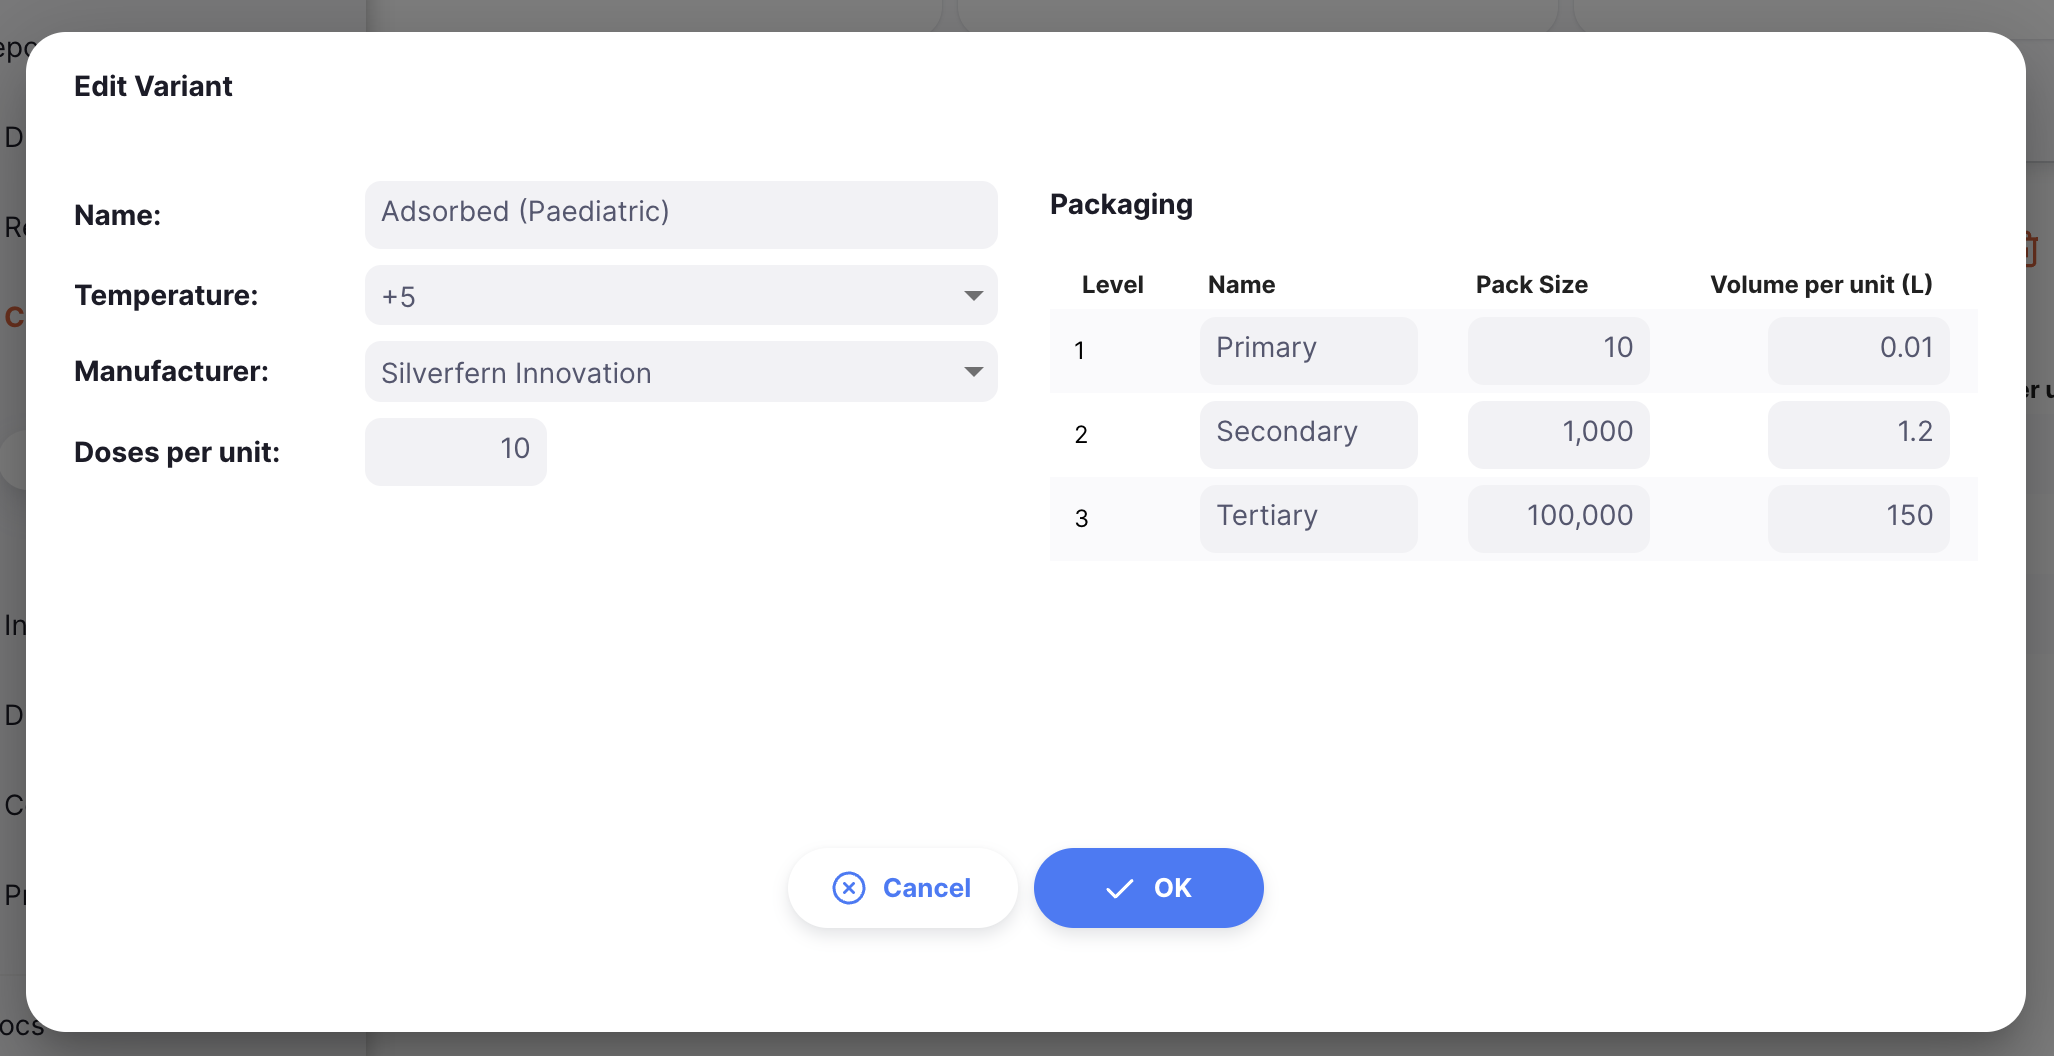 Edit Variant
Name: Adsorbed (Paediatric)
Temperature: +5
Manufacturer: Silverfern Innovation
Doses per unit: 10
Packaging
Level Name Pack Size Volume per unit (L)
1 Primary 10 0.01
2 Secondary 1,000 1.2
3 Tertiary 100,000 150
Cancel OK